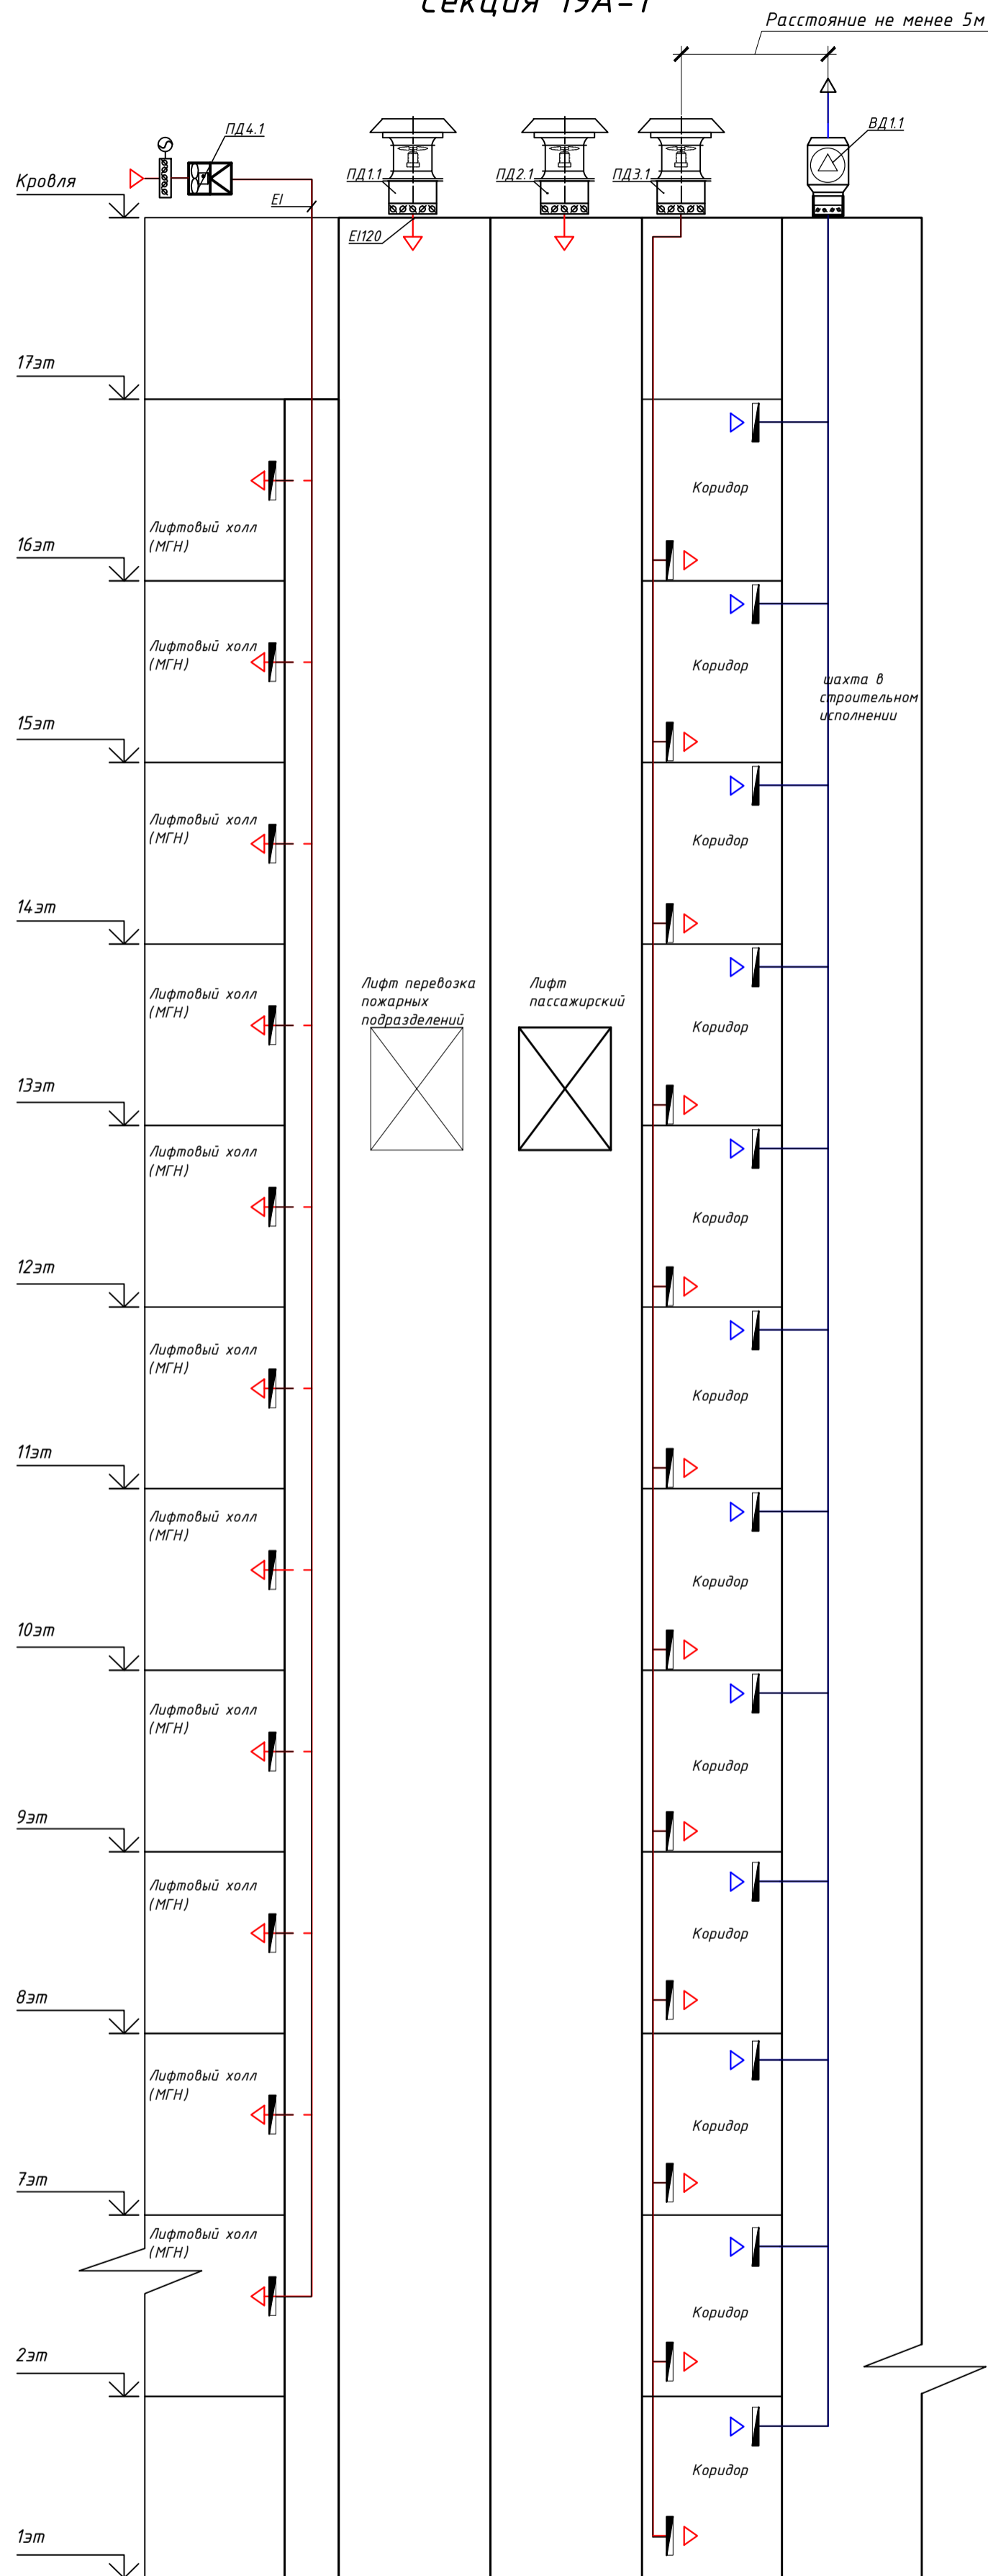 секция 19А-1
Расстояние не менее 5м
ПД4.1
ВД1.1
ПД1.1
ПД2.1
ПД3.1
Кровля
EI
EI120
17эт
Коридор
Лифтовый холл
(МГН)
16эт
Лифтовый холл
(МГН)
Коридор
шахта в
строительном
исполнении
15эт
Лифтовый холл
(МГН)
Коридор
14эт
Лифт перевозка
пожарных
подразделений
Лифт
пассажирский
Лифтовый холл
(МГН)
Коридор
13эт
Лифтовый холл
(МГН)
Коридор
12эт
Лифтовый холл
(МГН)
Коридор
11эт
Лифтовый холл
(МГН)
Коридор
10эт
Лифтовый холл
(МГН)
Коридор
9эт
Лифтовый холл
(МГН)
Коридор
8эт
Лифтовый холл
(МГН)
Коридор
7эт
Лифтовый холл
(МГН)
Коридор
2эт
Коридор
1эт